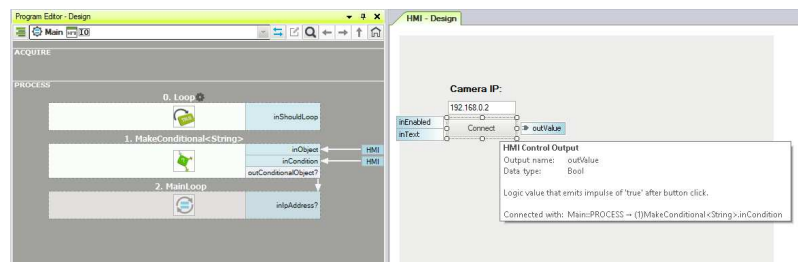 Program Editor - Design
Main IO
ACQUIRE
PROCESS
0. Loop
TRUE
inShouldLoop
1. MakeConditional<String>
inObject
HMI
inCondition
HMI
outConditionalObject?
2. MainLoop
inIpAddress?
HMI - Design
Camera IP:
192.168.0.2
inEnabled
inText
Connect
outValue
HMI Control Output
Output name: outValue
Data type: Bool
Logic value that emits impulse of 'true' after button click.
Connected with: Main::PROCESS → (1)MakeConditional<String>.inCondition